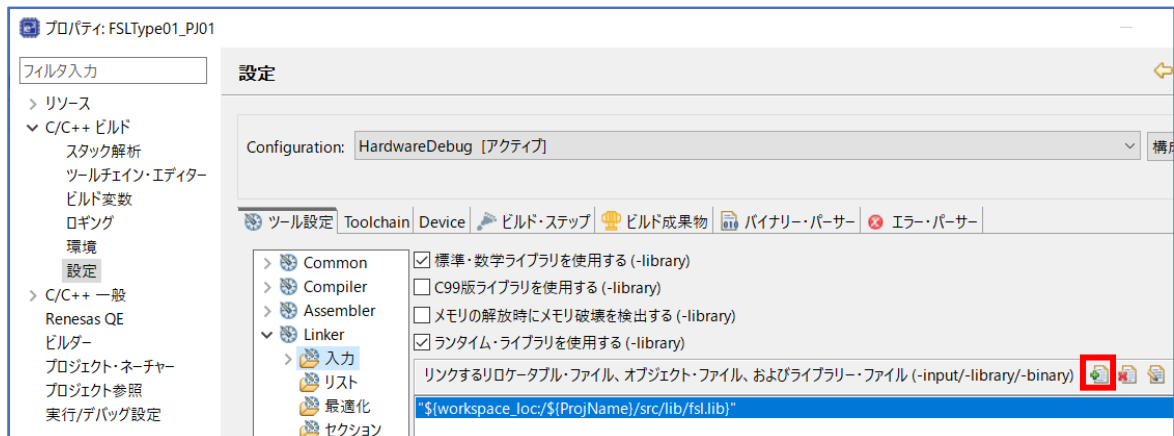 プロパティ: FSLType01_PJ01
フィルタ入力
設定
リソース
C/C++ ビルド
スタック解析
ツールチェイン・エディター
ビルド変数
ロギング
環境
設定
C/C++ 一般
Renesas QE
ビルダー
プロジェクト・ネーチャー
プロジェクト参照
実行/デバッグ設定
Configuration: HardwareDebug [アクティブ]
構成
ツール設定 Toolchain Device ビルド・ステップ ビルド成果物 バイナリー・パーサー エラー・パーサー
Common
Compiler
Assembler
Linker
入力
リスト
最適化
セクション
標準・数学ライブラリを使用する (-library)
C99版ライブラリを使用する (-library)
メモリの解放時にメモリ破壊を検出する (-library)
ランタイム・ライブラリを使用する (-library)
リンクするリロケータブル・ファイル、オブジェクト・ファイル、およびライブラリー・ファイル (-input/-library/-binary)
"${workspace_loc:/${ProjName}/src/lib/fsl.lib}"